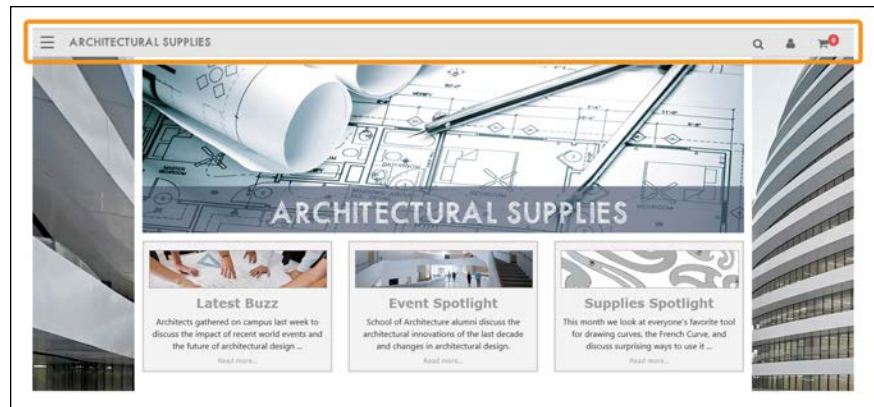 ARCHITECTURAL SUPPLIES
0
ARCHITECTURAL SUPPLIES
Latest Buzz
Architects gathered on campus last week to
discuss the impact of recent world events and
the future of architectural design ...
Read more...
Event Spotlight
School of Architecture alumni discuss the
architectural innovations of the last decade
and changes in architectural design.
Read more...
Supplies Spotlight
This month we look at everyone's favorite tool
for drawing curves, the French Curve, and
discuss surprising ways to use it ...
Read more...